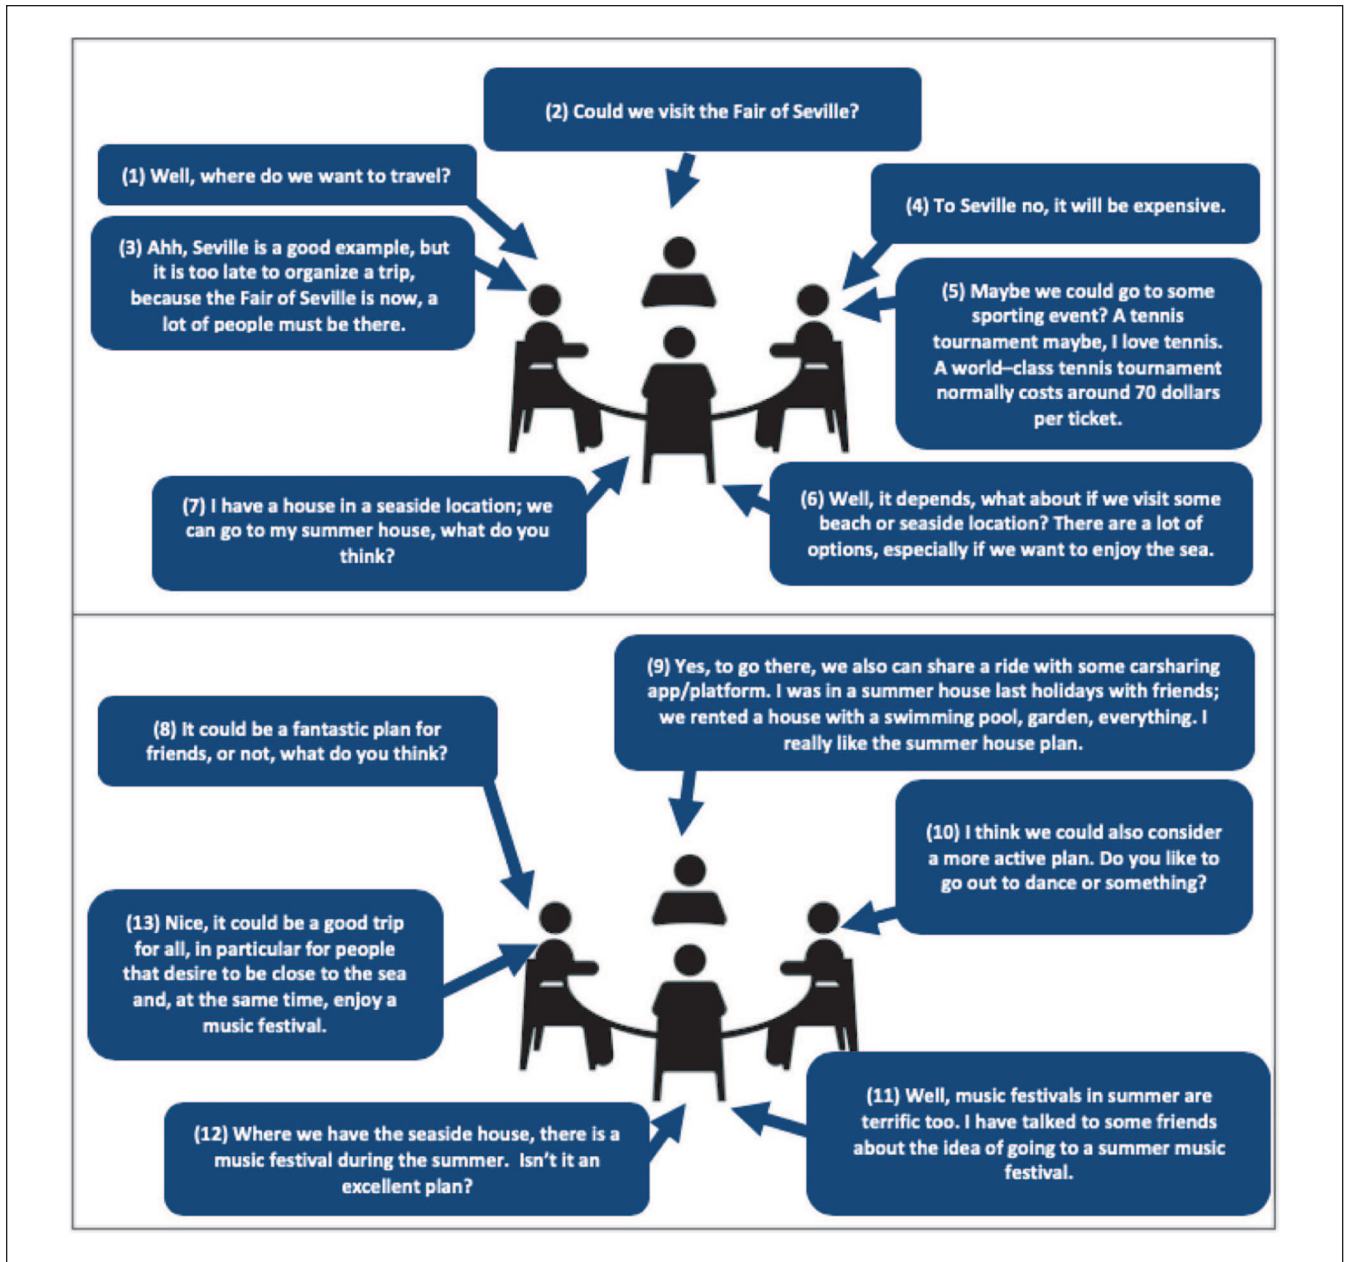 (2) Could we visit the Fair of Seville?
(1) Well, where do we want to travel?
(4) To Seville no, it will be expensive.
(3) Ahh, Seville is a good example, but
it is too late to organize a trip,
because the Fair of Seville is now, a
lot of people must be there.
(5) Maybe we could go to some
sporting event? A tennis
tournament maybe, I love tennis.
A world–class tennis tournament
normally costs around 70 dollars
per ticket.
(7) I have a house in a seaside location; we
can go to my summer house, what do you
think?
(6) Well, it depends, what about if we visit some
beach or seaside location? There are a lot of
options, especially if we want to enjoy the sea.
(9) Yes, to go there, we also can share a ride with some carsharing
app/platform. I was in a summer house last holidays with friends;
we rented a house with a swimming pool, garden, everything. I
really like the summer house plan.
(8) It could be a fantastic plan for
friends, or not, what do you think?
(10) I think we could also consider
a more active plan. Do you like to
go out to dance or something?
(13) Nice, it could be a good trip
for all, in particular for people
that desire to be close to the sea
and, at the same time, enjoy a
music festival.
(11) Well, music festivals in summer are
terrific too. I have talked to some friends
about the idea of going to a summer music
festival.
(12) Where we have the seaside house, there is a
music festival during the summer.  Isn't it an
excellent plan?